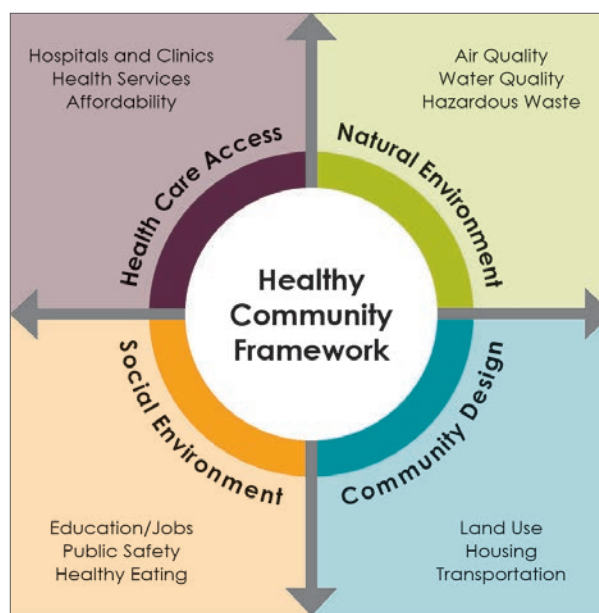 Hospitals and Clinics
Health Services
Affordability
Health Care Access
Air Quality
Water Quality
Hazardous Waste
Natural Environment
Healthy
Community
Framework
Social Environment
Education/Jobs
Public Safety
Healthy Eating
Community Design
Land Use
Housing
Transportation